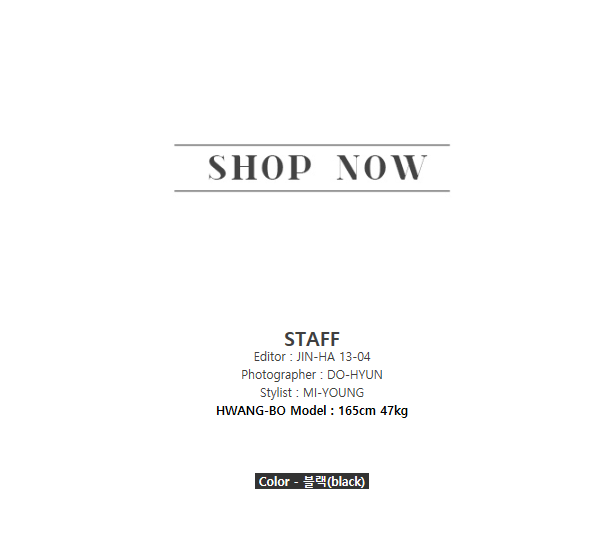 SHOP NOW
STAFF
Editor : JIN-HA 13-04
Photographer : DO-HYUN
Stylist : MI-YOUNG
HWANG-BO Model : 165cm 47kg
Color - 블랙(black)